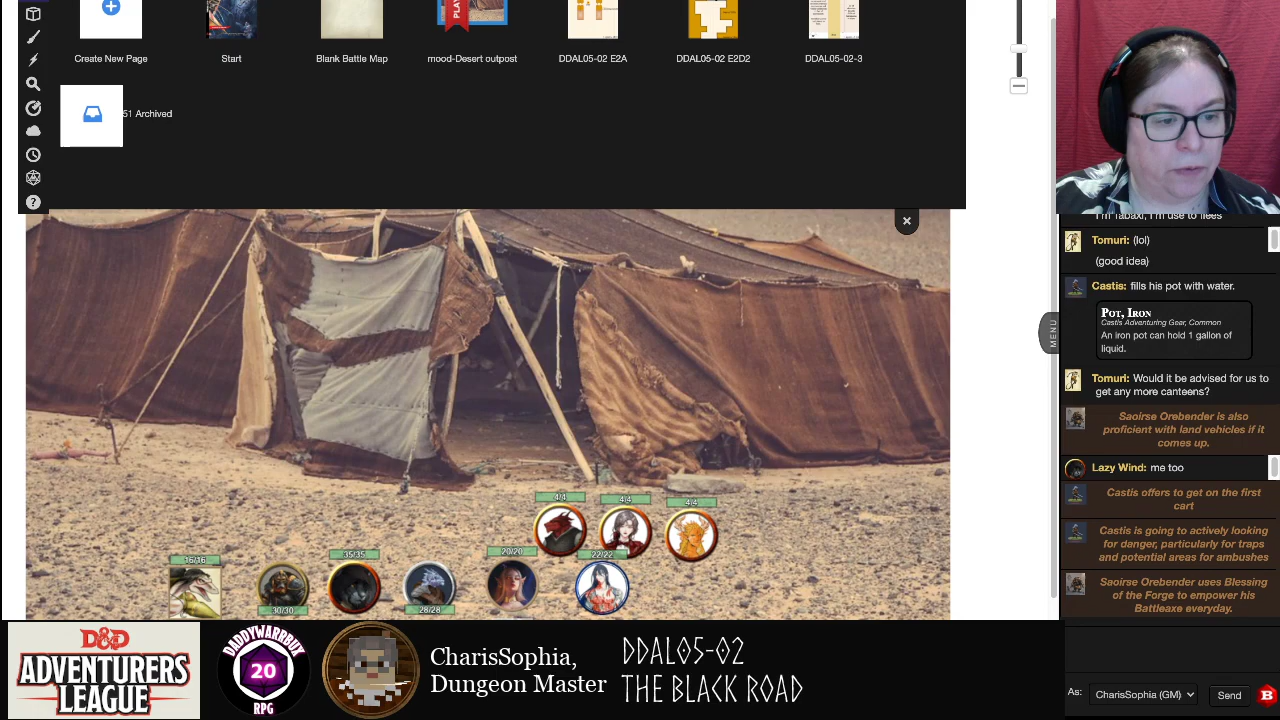 PLAY
Create New Page
Start
Blank Battle Map
mood-Desert outpost
DDAL05-02 E2A
DDAL05-02 E2D2
DDAL05-02-3
51 Archived
MENU
4/4
4/4
4/4
16/16
30/30
35/35
28/28
20/20
22/22
I'm Tabaxi, I'm use to flees
Tomuri: (lol)
(good idea)
Castis: fills his pot with water.
POT, IRON
Castis Adventuring Gear, Common
An iron pot can hold 1 gallon of
liquid.
Tomuri: Would it be advised for us to
get any more canteens?
Saoirse Orebender is also
proficient with land vehicles if it
comes up.
Lazy Wind: me too
Castis offers to get on the first
cart
Castis is going to actively looking
for danger, particularly for traps
and potential areas for ambushes
Saoirse Orebender uses Blessing
of the Forge to empower his
Battleaxe everyday.
As:
CharisSophia (GM)
Send
D&D
ADVENTURERS
LEAGUE
DADDYWARRBUX
20
RPG
CharisSophia,
Dungeon Master
DDAL05-02
THE BLACK ROAD